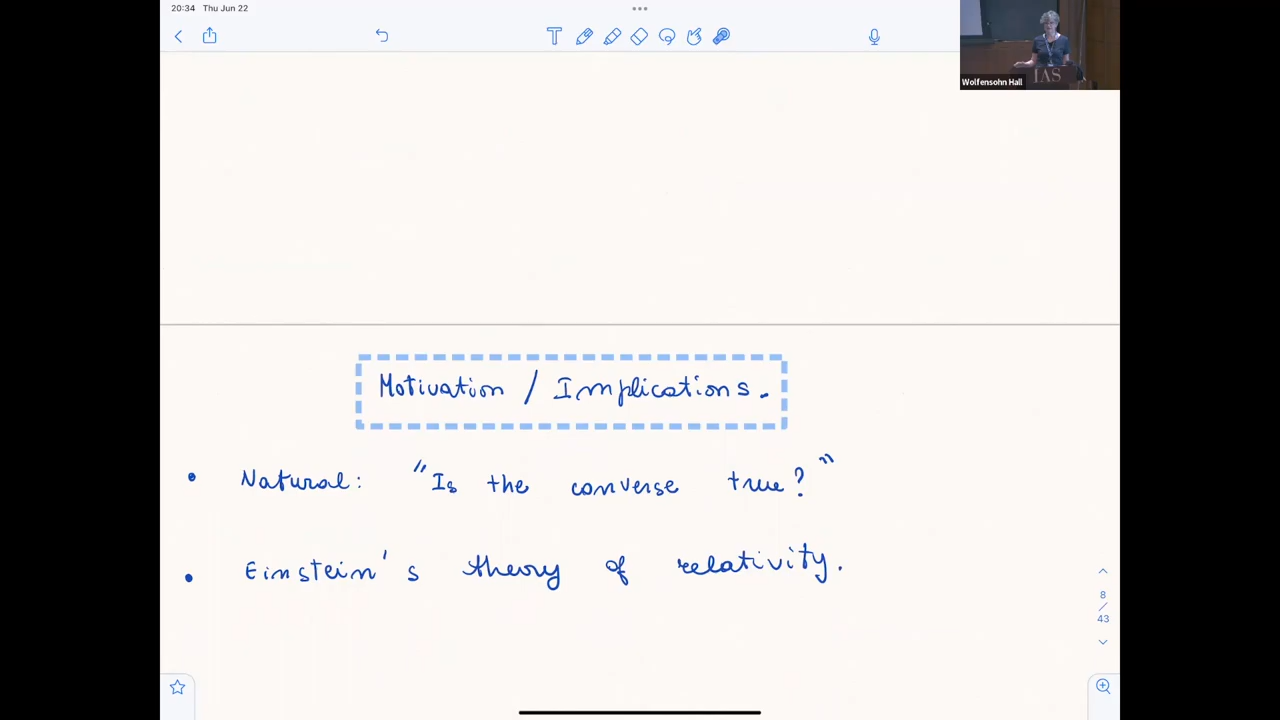 20:34 Thu Jun 22
IAS
Wolfensohn Hall
Motivation / Implications.
• Natural: "Is the converse true?"
• Einstein's theory of relativity.
8
/
43